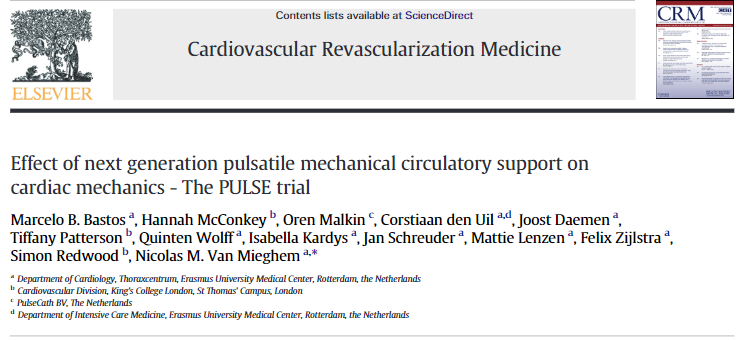 Contents lists available at ScienceDirect
CRM
Cardiovascular Revascularization Medicine
ELSEVIER
Effect of next generation pulsatile mechanical circulatory support on
cardiac mechanics - The PULSE trial
Marcelo B. Bastos a, Hannah McConkey b, Oren Malkin c, Corstiaan den Uil a,d, Joost Daemen a,
Tiffany Patterson b, Quinten Wolff a, Isabella Kardys a, Jan Schreuder a, Mattie Lenzen a, Felix Zijlstra a,
Simon Redwood b, Nicolas M. Van Mieghem a,*
a Department of Cardiology, Thoraxcentrum, Erasmus University Medical Center, Rotterdam, the Netherlands
b Cardiovascular Division, King's College London, St Thomas' Campus, London
c PulseCath BV, The Netherlands
d Department of Intensive Care Medicine, Erasmus University Medical Center, Rotterdam, the Netherlands